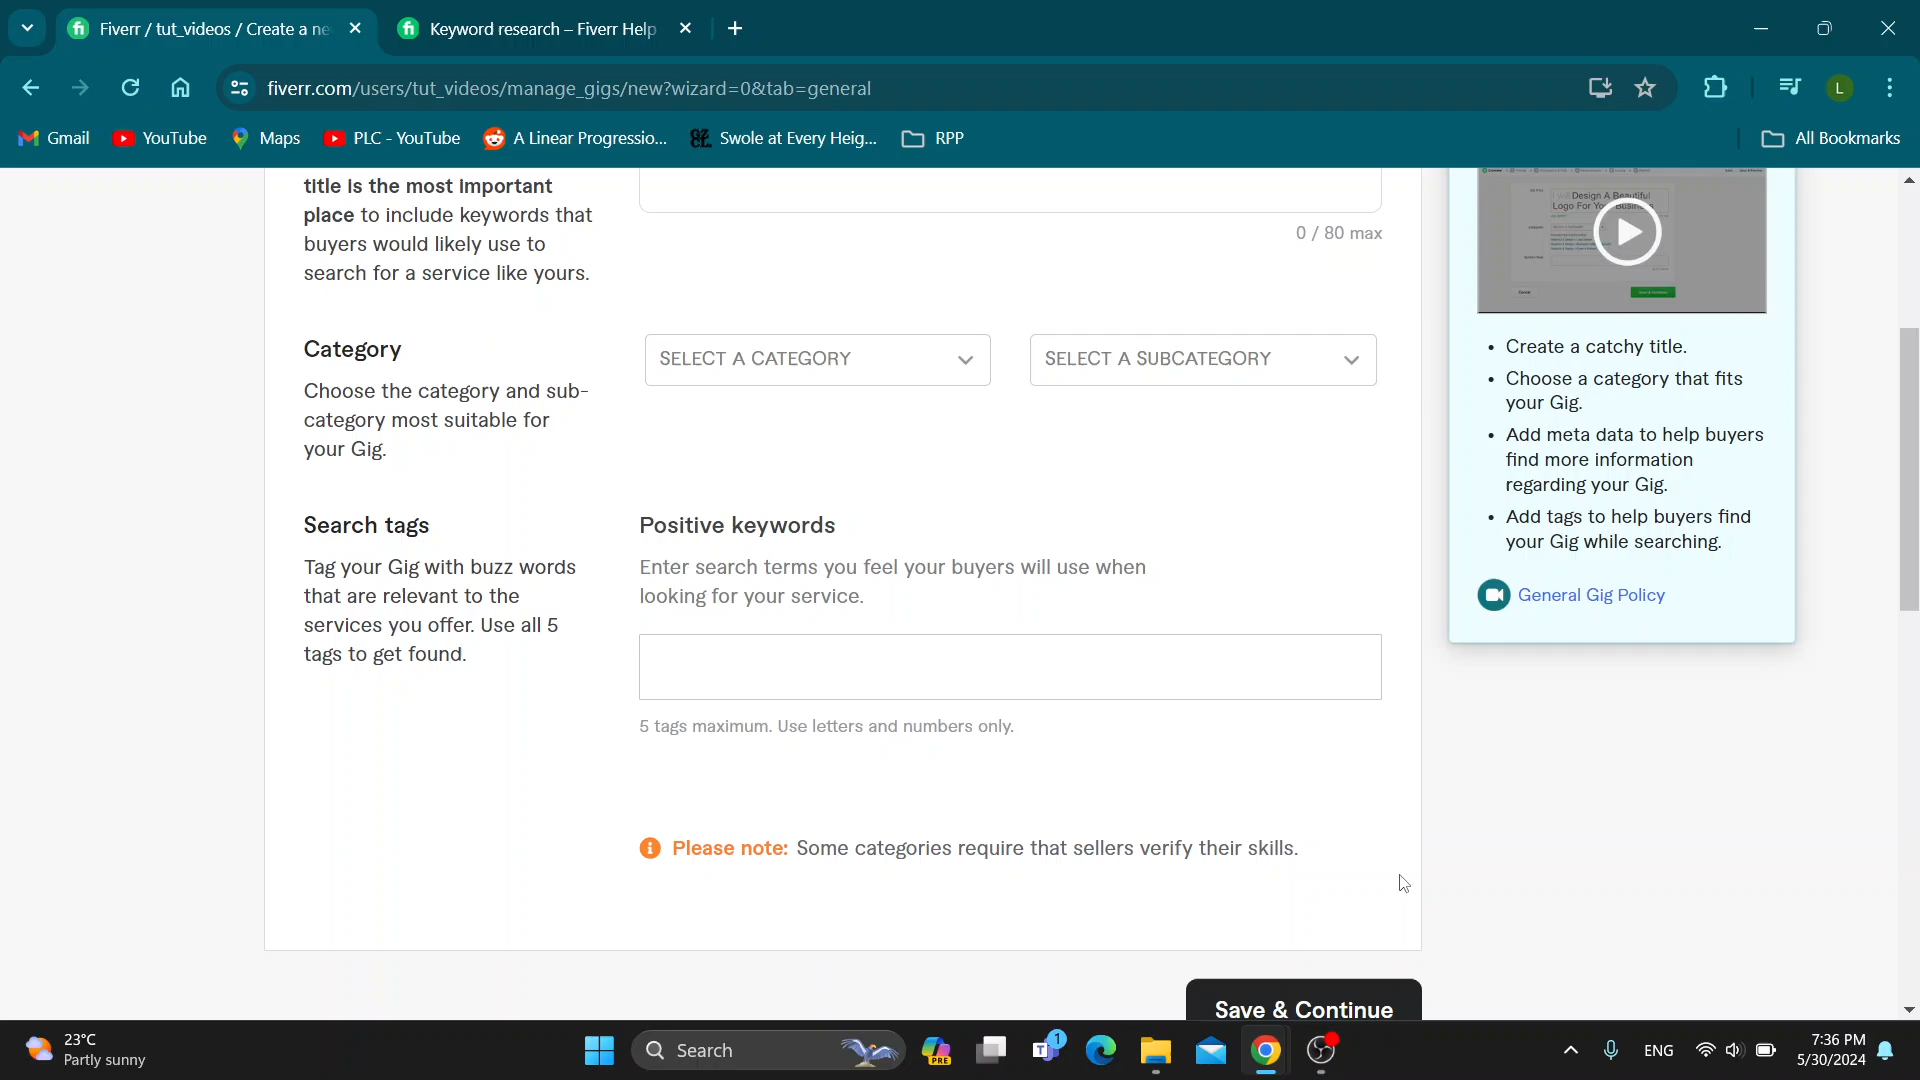 Fiverr / tut_videos / Create a ne
Keyword research – Fiverr Help
fiverr.com/users/tut_videos/manage_gigs/new?wizard=0&tab=general
L
Gmail
YouTube
Maps
PLC - YouTube
A Linear Progressio...
Swole at Every Heig...
RPP
All Bookmarks
title is the most important
place to include keywords that
buyers would likely use to
search for a service like yours.
0 / 80 max
Category
Choose the category and sub-
category most suitable for
your Gig.
SELECT A CATEGORY
SELECT A SUBCATEGORY
Search tags
Tag your Gig with buzz words
that are relevant to the
services you offer. Use all 5
tags to get found.
Positive keywords
Enter search terms you feel your buyers will use when
looking for your service.
5 tags maximum. Use letters and numbers only.
Please note: Some categories require that sellers verify their skills.
Save & Continue
Design A Beautiful
Logo For Your Business
Create a catchy title.
Choose a category that fits
your Gig.
Add meta data to help buyers
find more information
regarding your Gig.
Add tags to help buyers find
your Gig while searching.
General Gig Policy
23°C
Partly sunny
Search
PRE
1
ENG
7:36 PM
5/30/2024